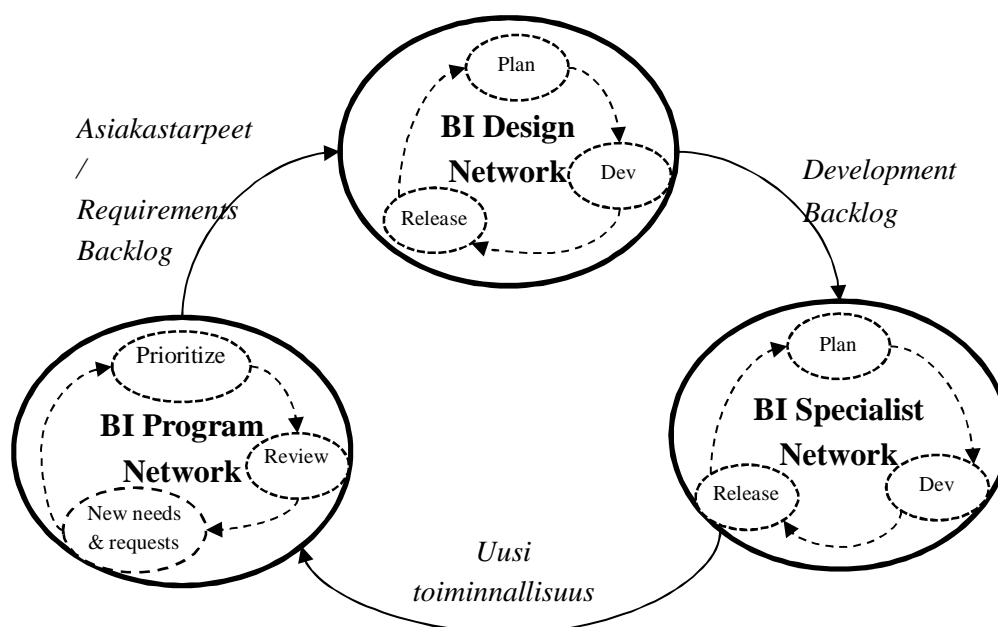 Plan
BI Design
Network
Dev
Release
Asiakastarpeet
/
Requirements
Backlog
Development
Backlog
Prioritize
BI Program
Network
Review
New needs
& requests
Plan
BI Specialist
Network
Dev
Release
Uusi
toiminnallisuus